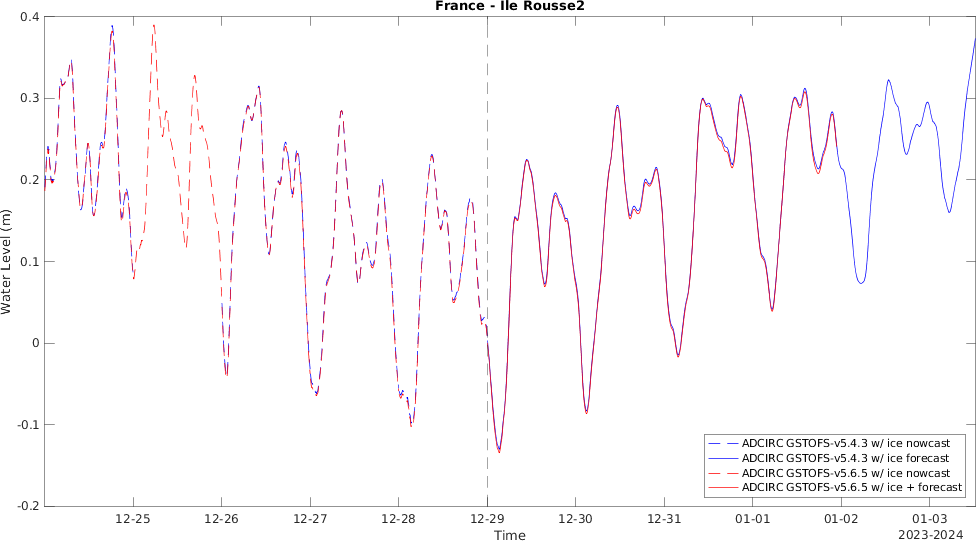 France - Ile Rousse2
Water Level (m)
0.4
0.3
0.2
0.1
0
-0.1
-0.2
12-25 12-26 12-27 12-28 12-29 12-30 12-31 01-01 01-02 01-03
Time
2023-2024
ADCIRC GSTOFS-v5.4.3 w/ ice nowcast
ADCIRC GSTOFS-v5.4.3 w/ ice forecast
ADCIRC GSTOFS-v5.6.5 w/ ice nowcast
ADCIRC GSTOFS-v5.6.5 w/ ice + forecast